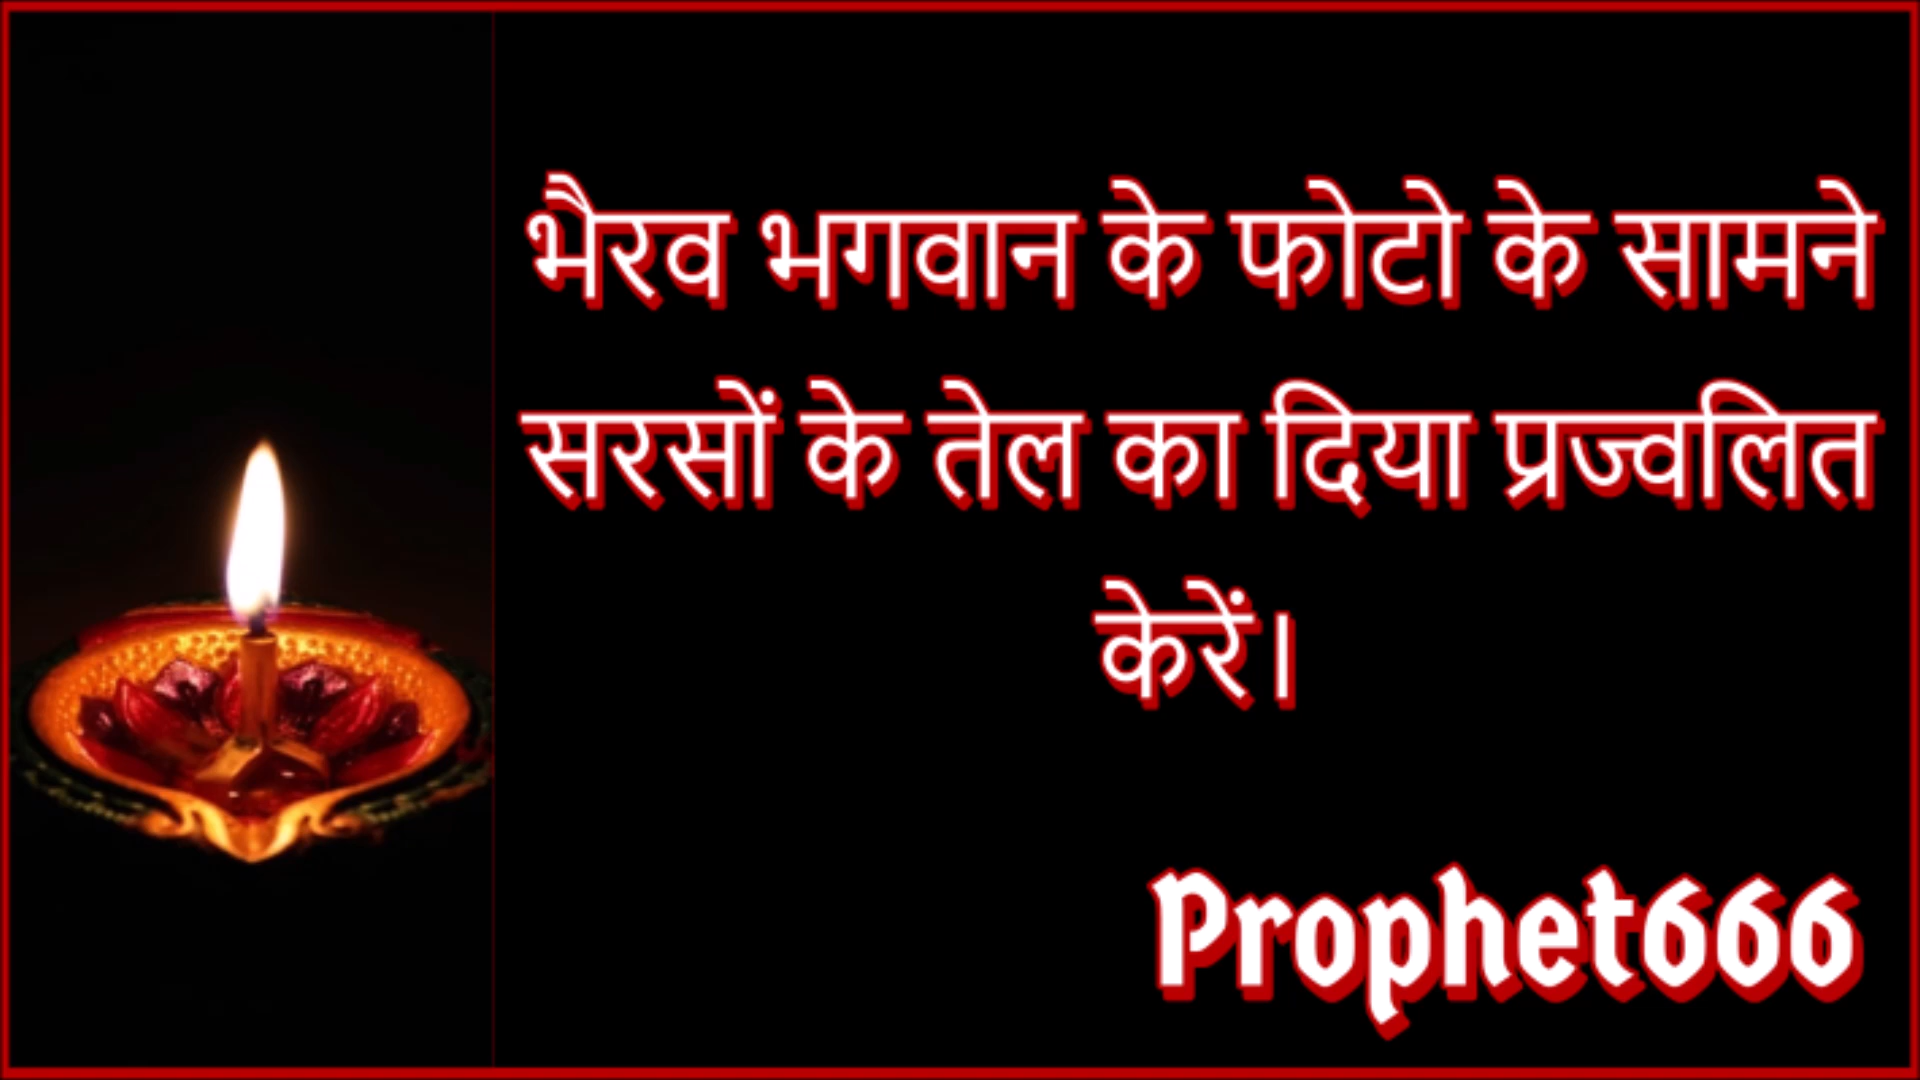 भैरव भगवान के फोटो के सामने
सरसों के तेल का दिया प्रज्वलित
केरें।
Prophet666